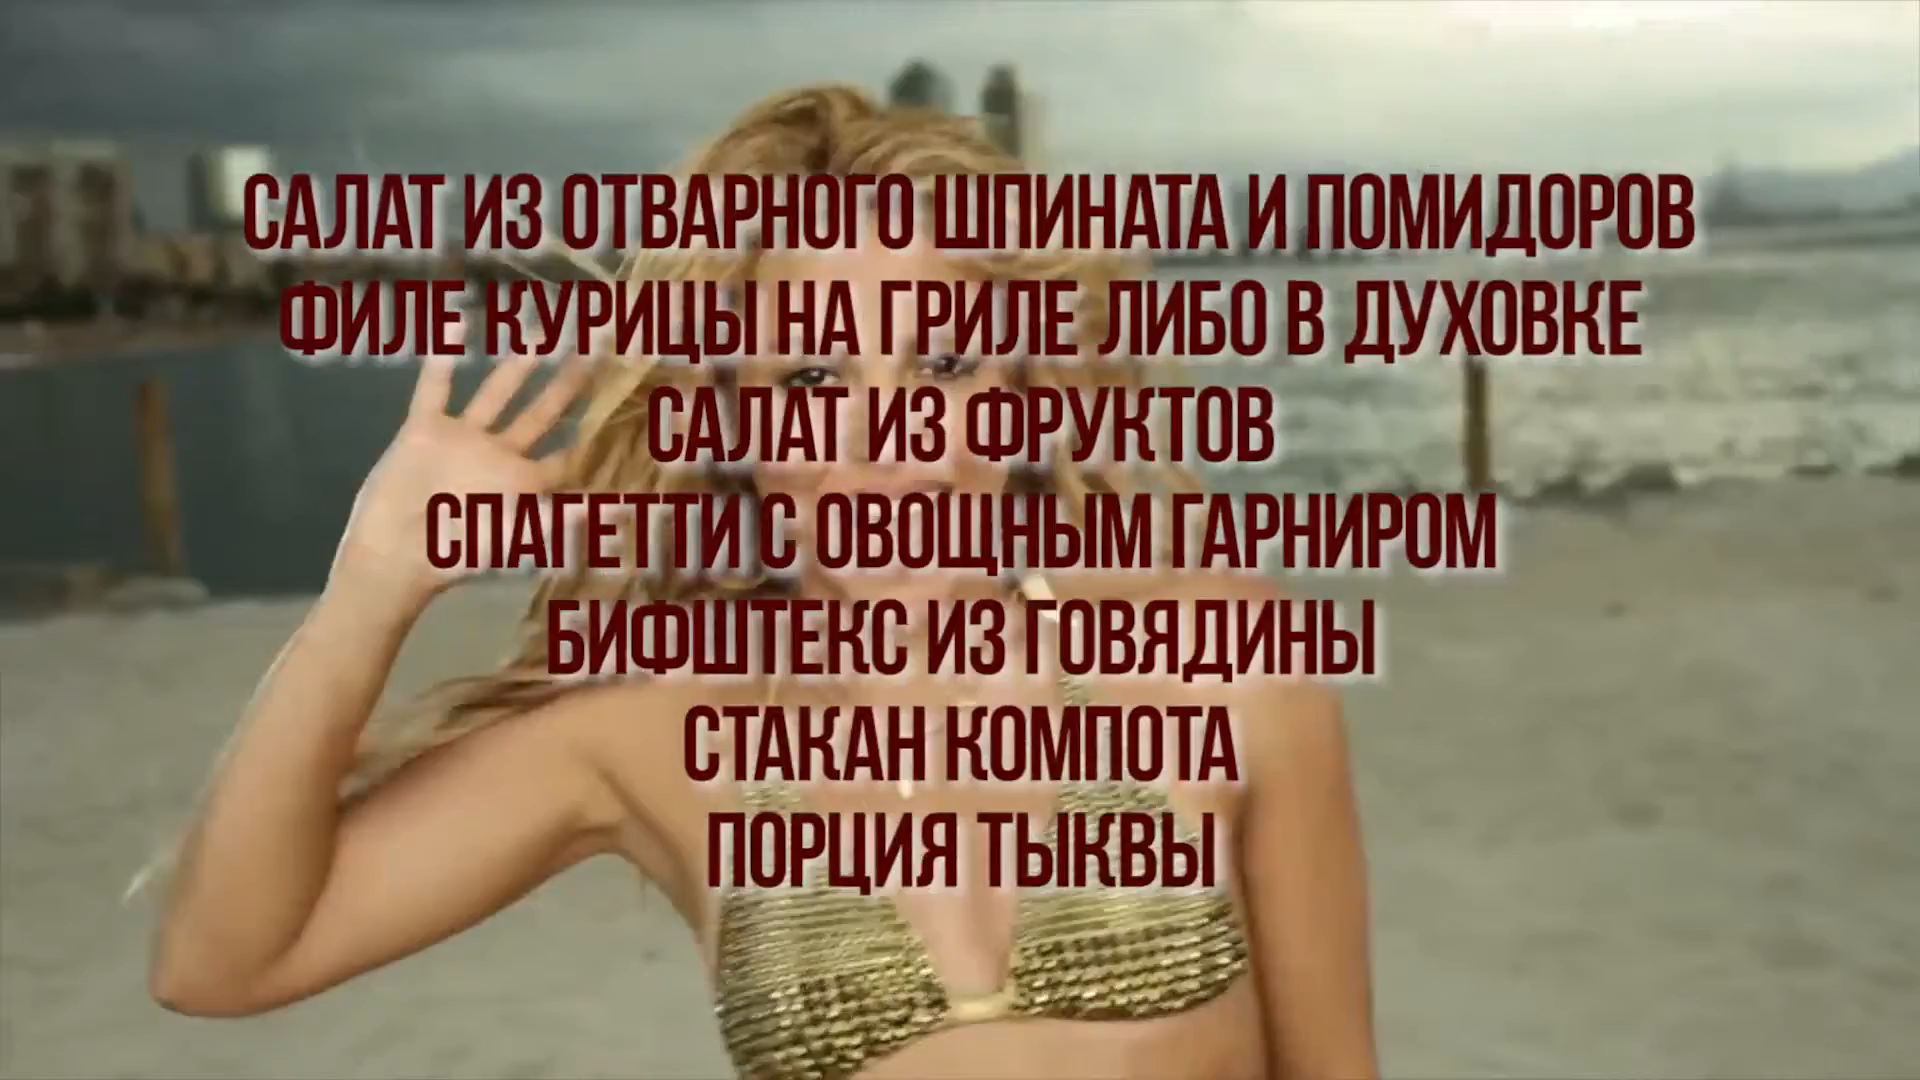 САЛАТ ИЗ ОТВАРНОГО ШПИНАТА И ПОМИДОРОВ
ФИЛЕ КУРИЦЫ НА ГРИЛЕ ЛИБО В ДУХОВКЕ
САЛАТ ИЗ ФРУКТОВ
СПАГЕТТИ С ОВОЩНЫМ ГАРНИРОМ
БИФШТЕКС ИЗ ГОВЯДИНЫ
СТАКАН КОМПОТА
ПОРЦИЯ ТЫКВЫ